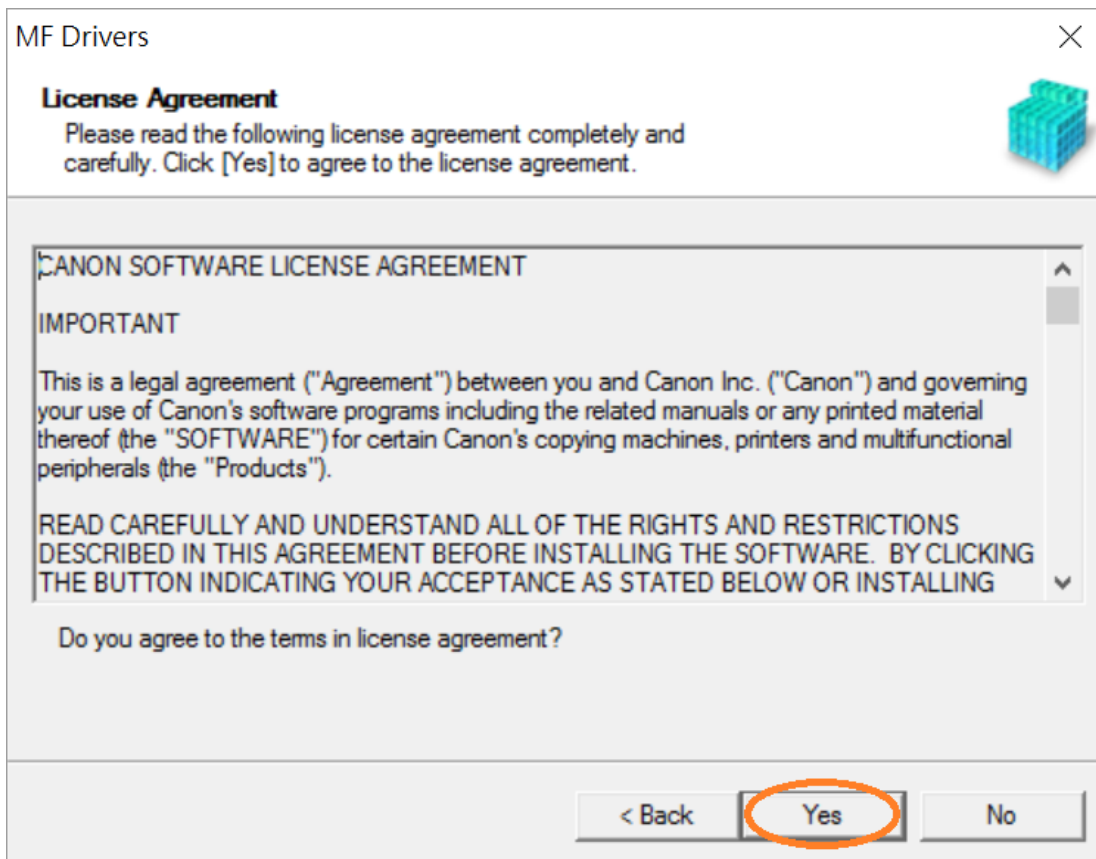 MF Drivers
License Agreement
Please read the following license agreement completely and
carefully. Click [Yes] to agree to the license agreement.
CANON SOFTWARE LICENSE AGREEMENT
IMPORTANT
This is a legal agreement ("Agreement") between you and Canon Inc. ("Canon") and governing
your use of Canon's software programs including the related manuals or any printed material
thereof (the "SOFTWARE") for certain Canon's copying machines, printers and multifunctional
peripherals (the "Products").
READ CAREFULLY AND UNDERSTAND ALL OF THE RIGHTS AND RESTRICTIONS
DESCRIBED IN THIS AGREEMENT BEFORE INSTALLING THE SOFTWARE.  BY CLICKING
THE BUTTON INDICATING YOUR ACCEPTANCE AS STATED BELOW OR INSTALLING
Do you agree to the terms in license agreement?
< Back Yes No